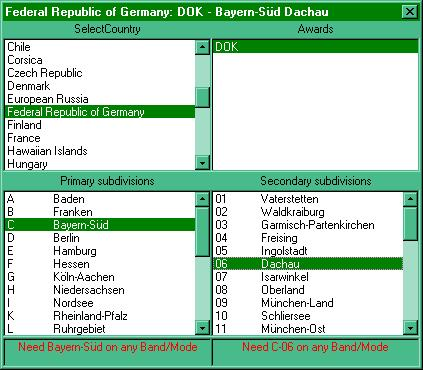 Federal Republic of Germany: DOK - Bayern-Süd Dachau
SelectCountry
Chile
Corsica
Czech Republic
Denmark
European Russia
Federal Republic of Germany
Finland
France
Hawaiian Islands
Hungary
Awards
DOK
Primary subdivisions
A Baden
B Franken
C Bayern-Süd
D Berlin
E Hamburg
F Hessen
G Köln-Aachen
H Niedersachsen
I Nordsee
K Rheinland-Pfalz
L Ruhrgebiet
Need Bayern-Süd on any Band/Mode
Secondary subdivisions
01 Vaterstetten
02 Waldkraiburg
03 Garmisch-Partenkirchen
04 Freising
05 Ingolstadt
06 Dachau
07 Isarwinkel
08 Oberland
09 München-Land
10 Schliersee
11 München-Ost
Need C-06 on any Band/Mode